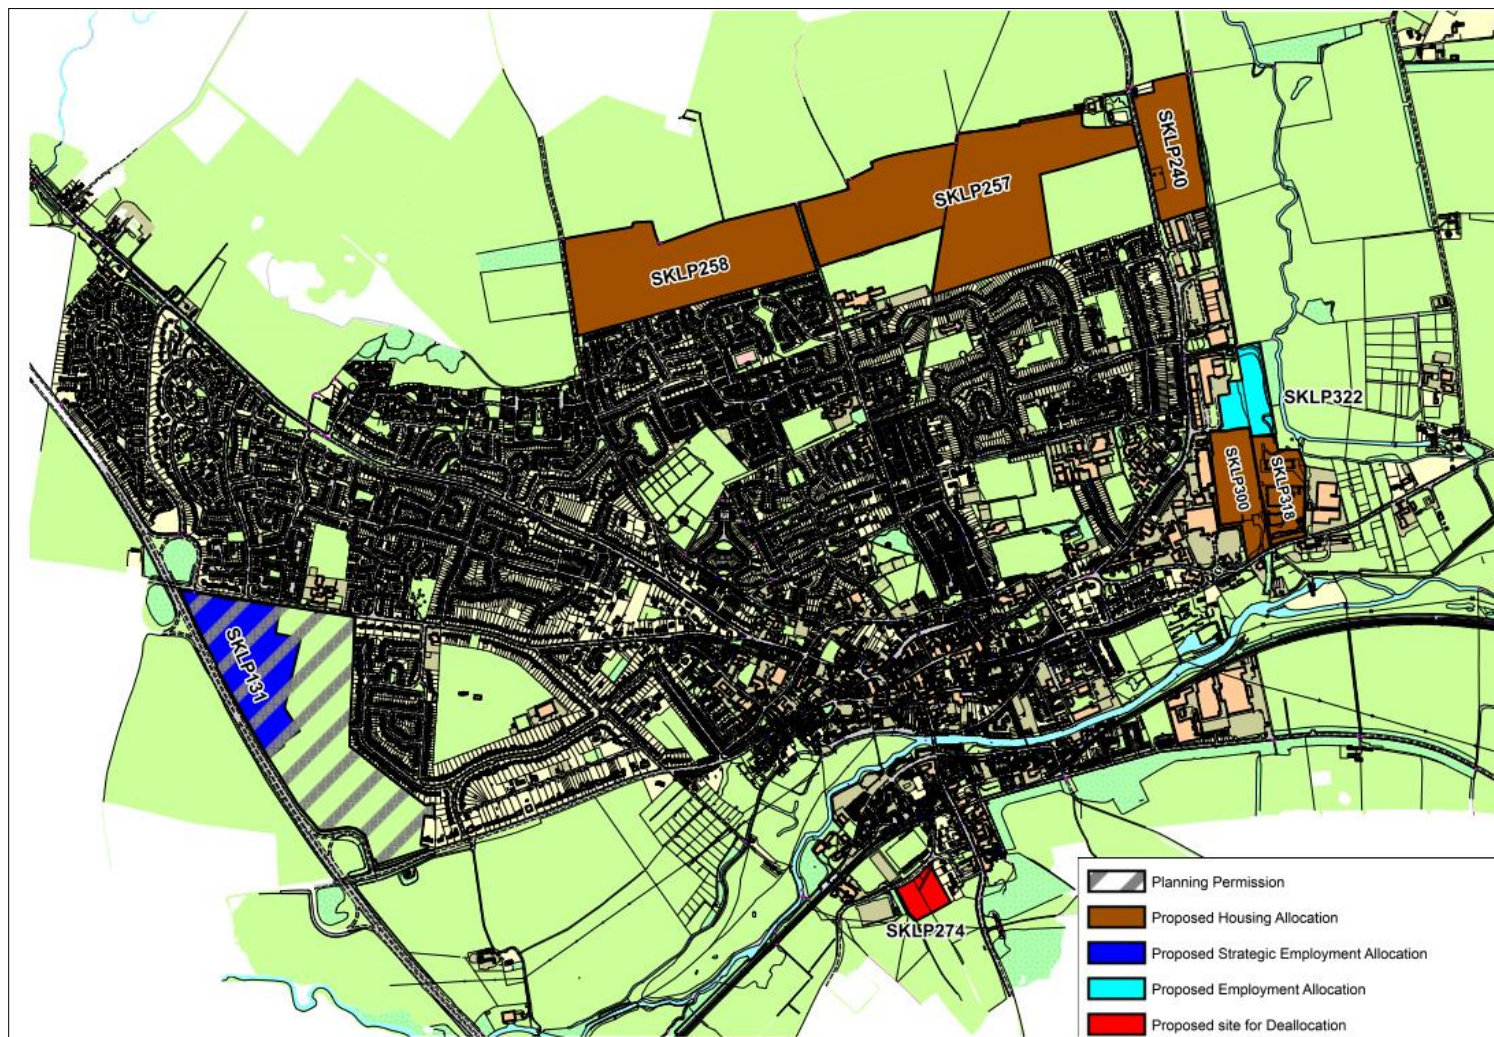 SKLP240
SKLP257
SKLP258
SKLP322
SKLP300
SKLP318
SKLP131
SKLP274
Planning Permission
Proposed Housing Allocation
Proposed Strategic Employment Allocation
Proposed Employment Allocation
Proposed site for Deallocation